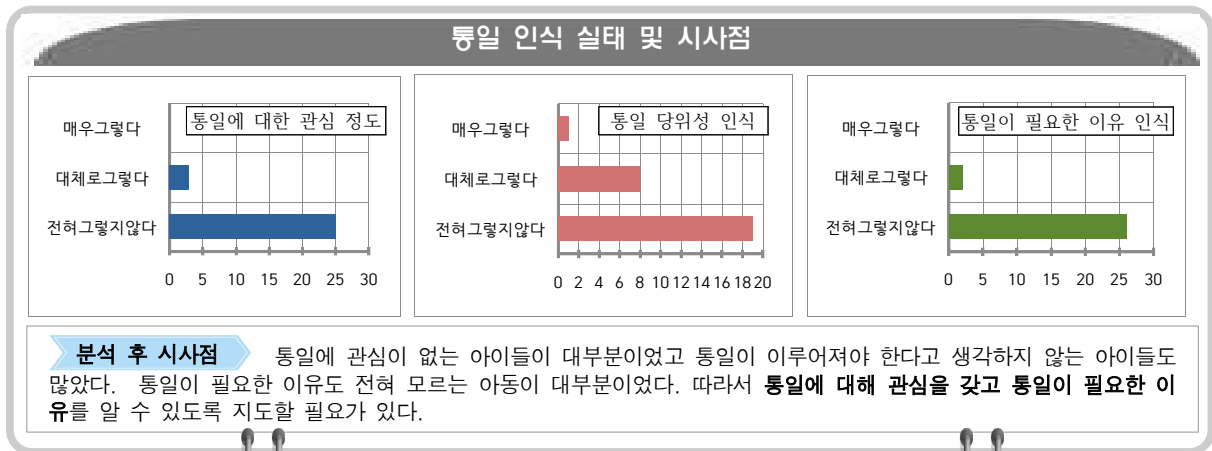 통일 인식 실태 및 시사점
통일에 대한 관심 정도
매우그렇다
대체로그렇다
전혀그렇지않다
0 5 10 15 20 25 30
통일 당위성 인식
매우그렇다
대체로그렇다
전혀그렇지않다
0 2 4 6 8 10 12 14 16 18 20
통일이 필요한 이유 인식
매우그렇다
대체로그렇다
전혀그렇지않다
0 5 10 15 20 25 30
분석 후 시사점 통일에 관심이 없는 아이들이 대부분이었고 통일이 이루어져야 한다고 생각하지 않는 아이들도
많았다. 통일이 필요한 이유도 전혀 모르는 아동이 대부분이었다. 따라서 통일에 대해 관심을 갖고 통일이 필요한 이
유를 알 수 있도록 지도할 필요가 있다.